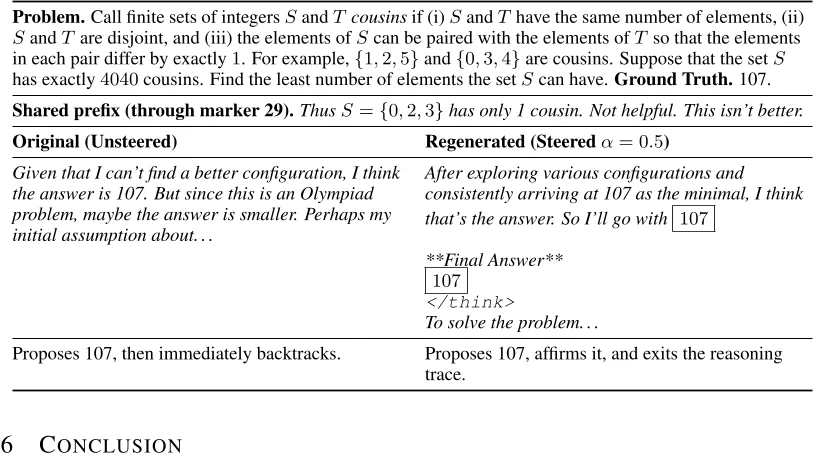 Problem. Call finite sets of integers S and T cousins if (i) S and T have the same number of elements, (ii)
S and T are disjoint, and (iii) the elements of S can be paired with the elements of T so that the elements
in each pair differ by exactly 1. For example, {1, 2, 5} and {0, 3, 4} are cousins. Suppose that the set S
has exactly 4040 cousins. Find the least number of elements the set S can have. Ground Truth. 107.
Shared prefix (through marker 29). Thus S = {0, 2, 3} has only 1 cousin. Not helpful. This isn't better.
Original (Unsteered)
Given that I can't find a better configuration, I think
the answer is 107. But since this is an Olympiad
problem, maybe the answer is smaller. Perhaps my
initial assumption about...
Regenerated (Steered α = 0.5)
After exploring various configurations and
consistently arriving at 107 as the minimal, I think
that's the answer. So I'll go with 107
**Final Answer**
107
</think>
To solve the problem...
Proposes 107, then immediately backtracks.
Proposes 107, affirms it, and exits the reasoning
trace.
6 CONCLUSION